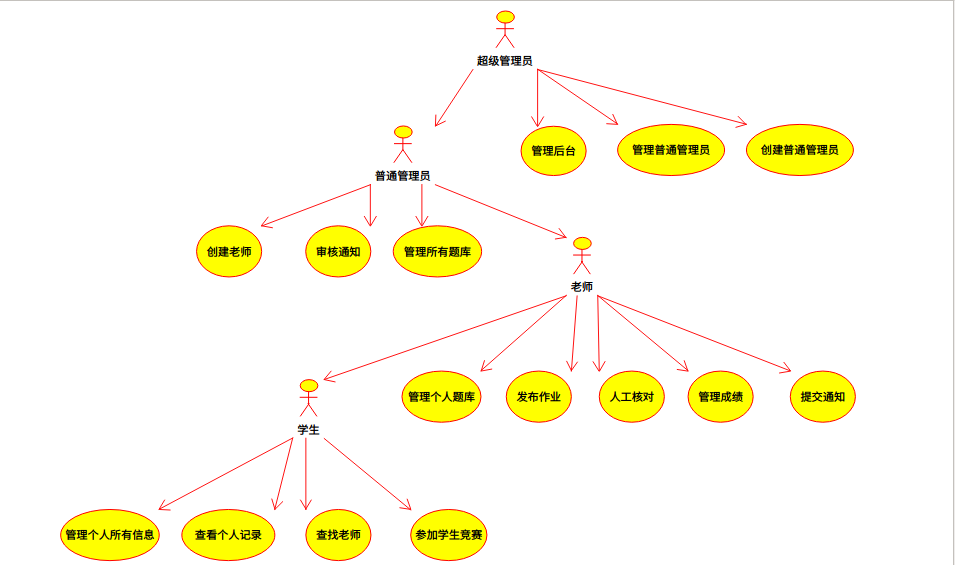 超级管理员
管理后台
管理普通管理员
创建普通管理员
普通管理员
创建老师
审核通知
管理所有题库
老师
管理个人题库
发布作业
人工核对
管理成绩
提交通知
学生
管理个人所有信息
查看个人记录
查找老师
参加学生竞赛